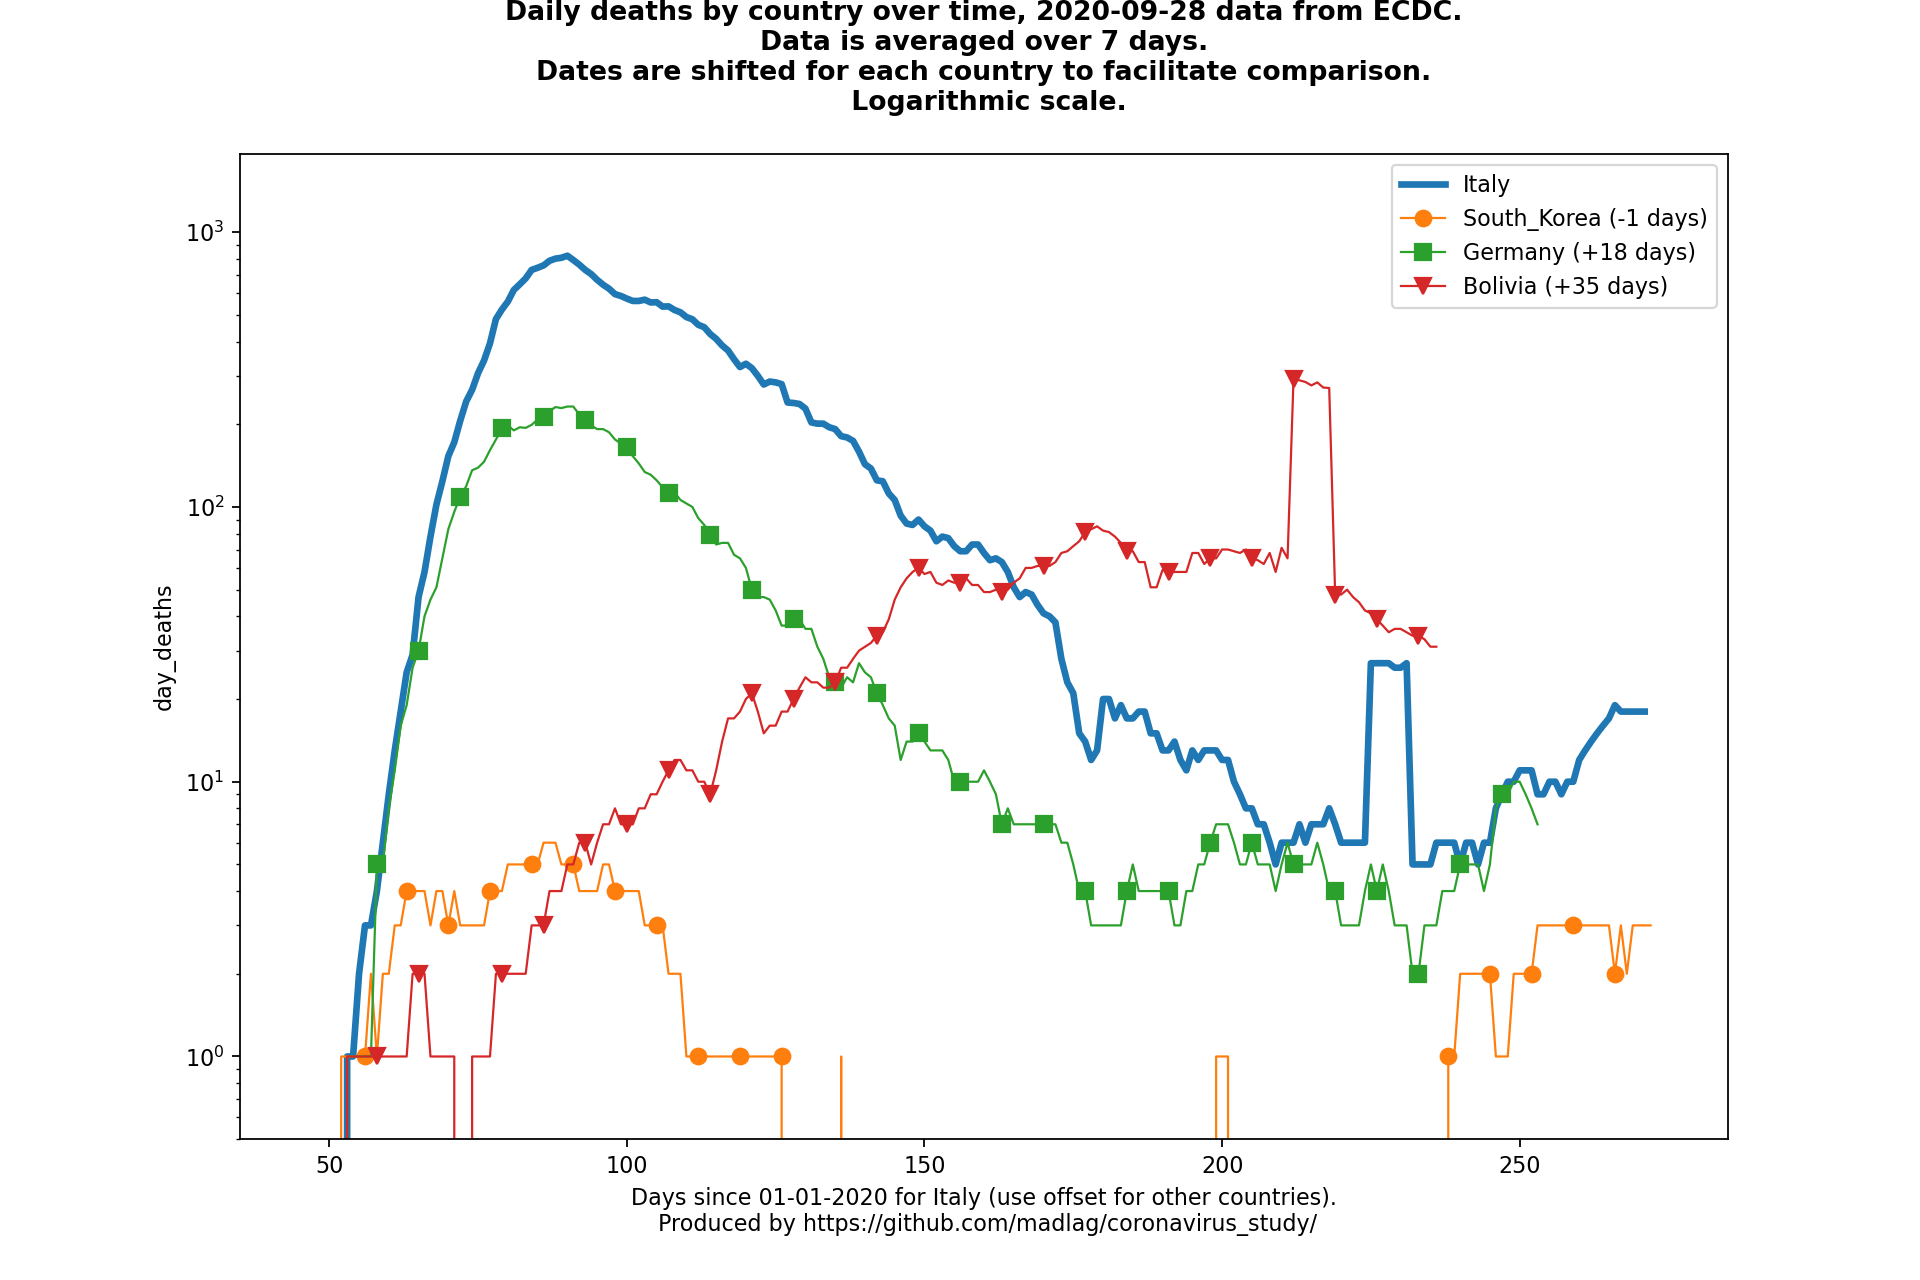 Daily deaths by country over time, 2020-09-28 data from ECDC.
Data is averaged over 7 days.
Dates are shifted for each country to facilitate comparison.
Logarithmic scale.
Italy
South_Korea (-1 days)
Germany (+18 days)
Bolivia (+35 days)
day_deaths
10³
10²
10¹
10⁰
50
100
150
200
250
Days since 01-01-2020 for Italy (use offset for other countries).
Produced by https://github.com/madlag/coronavirus_study/